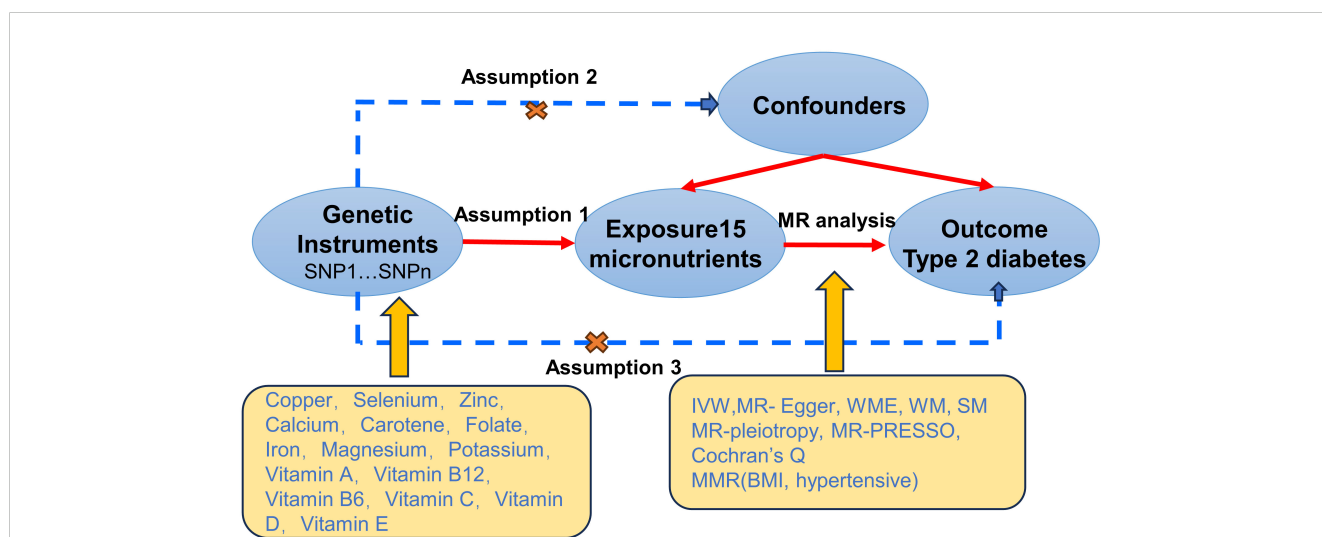 Assumption 2
Confounders
Genetic
Instruments
SNP1…SNPn
Assumption 1
Exposure15
micronutrients
MR analysis
Outcome
Type 2 diabetes
Assumption 3
Copper, Selenium, Zinc,
Calcium, Carotene, Folate,
Iron, Magnesium, Potassium,
Vitamin A, Vitamin B12,
Vitamin B6, Vitamin C, Vitamin
D, Vitamin E
IVW,MR- Egger, WME, WM, SM
MR-pleiotropy, MR-PRESSO,
Cochran’s Q
MMR(BMI, hypertensive)